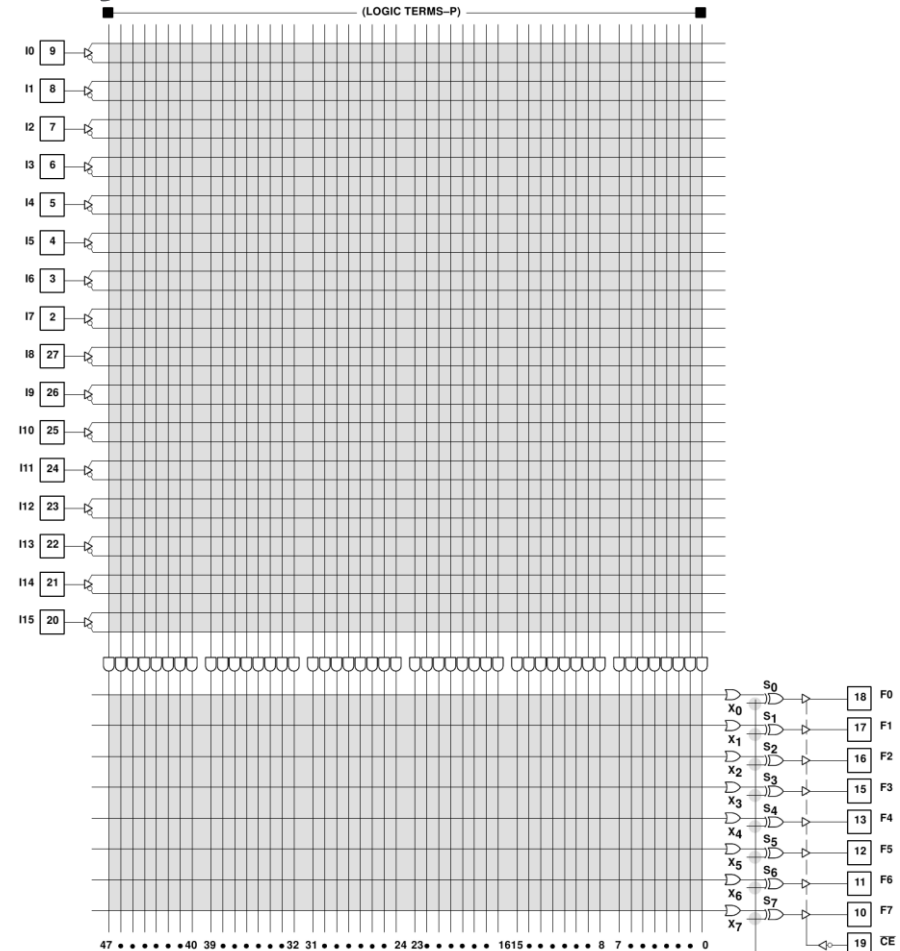 (LOGIC TERMS–P)
I0 9
I1 8
I2 7
I3 6
I4 5
I5 4
I6 3
I7 2
I8 27
I9 26
I10 25
I11 24
I12 23
I13 22
I14 21
I15 20
X0 S0 18 F0
X1 S1 17 F1
X2 S2 16 F2
X3 S3 15 F3
X4 S4 13 F4
X5 S5 12 F5
X6 S6 11 F6
X7 S7 10 F7
47 40 39 32 31 24 23 16 15 8 7 0
19 CE